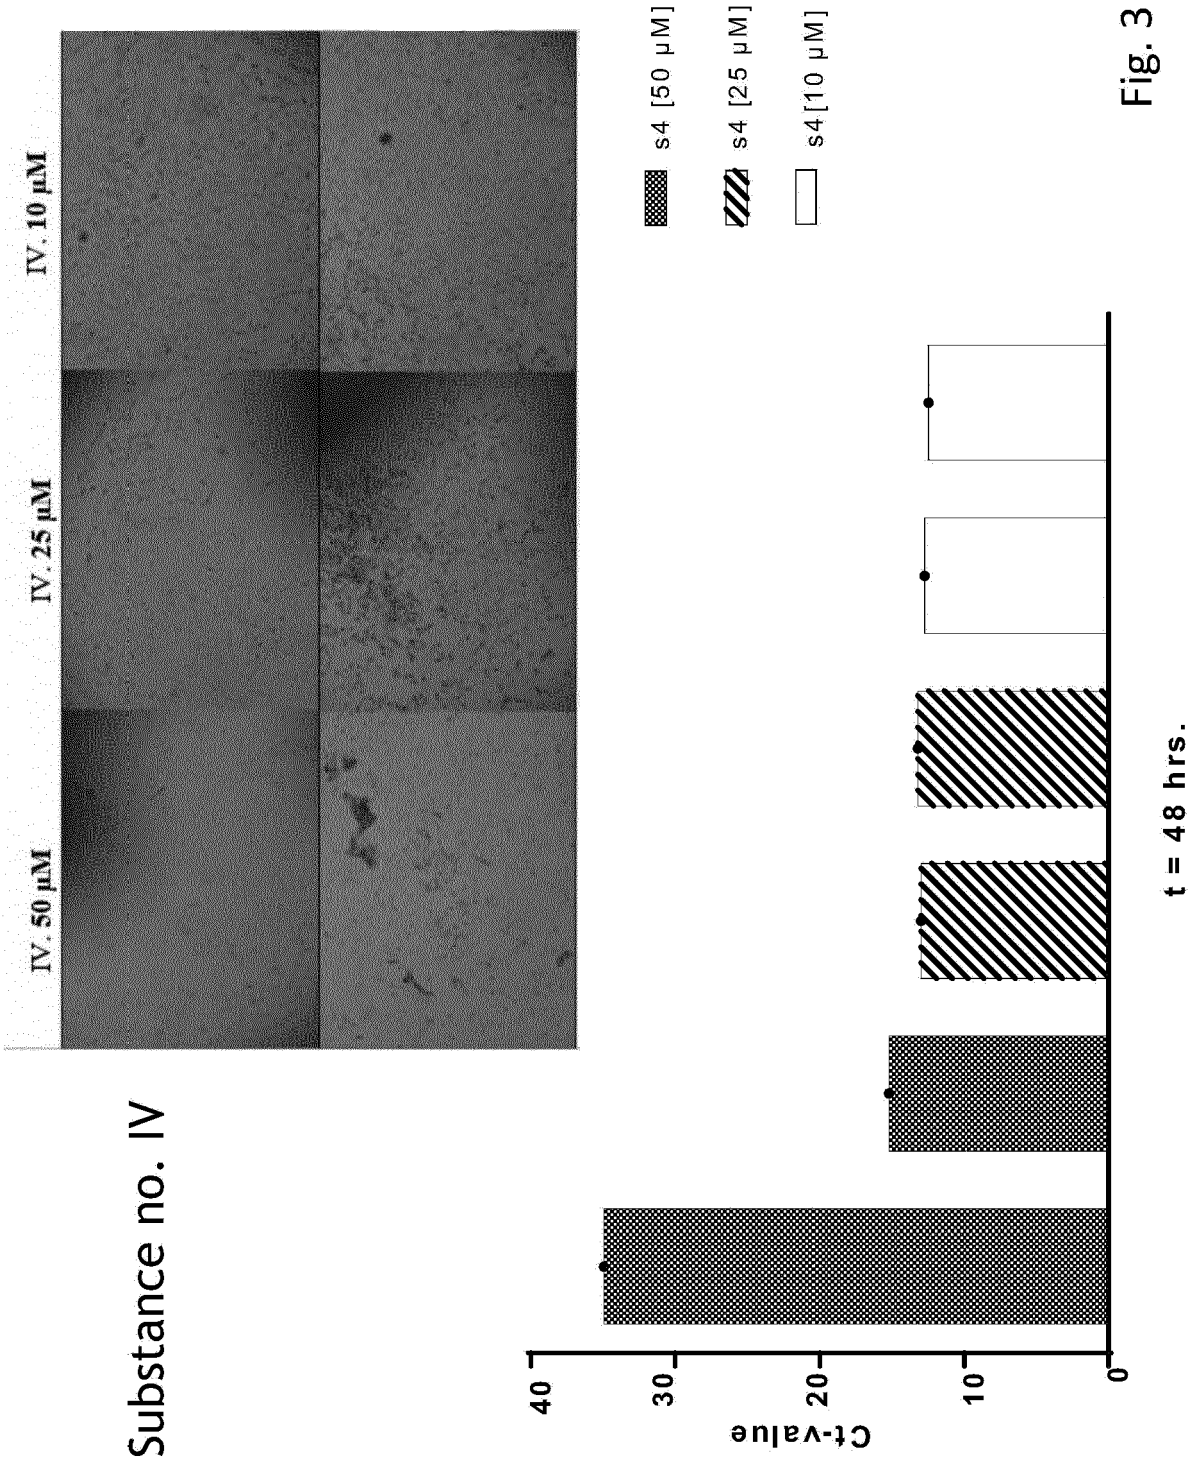 Substance no. IV
IV. 50 µM
IV. 25 µM
IV. 10 µM
Ct-value
40
30
20
10
0
t = 48 hrs.
s4 [50 µM]
s4 [25 µM]
s4[10 µM]
Fig. 3